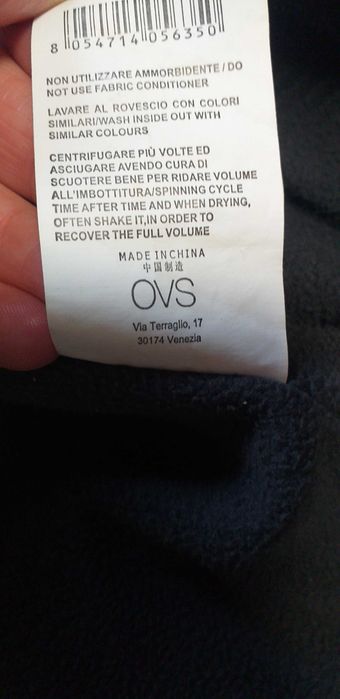 8 054714 056350
NON UTILIZZARE AMMORBIDENTE/DO
NOT USE FABRIC CONDITIONER
LAVARE AL ROVESCIO CON COLORI
SIMILARI/WASH INSIDE OUT WITH
SIMILAR COLOURS
CENTRIFUGARE PIÙ VOLTE ED
ASCIUGARE AVENDO CURA DI
SCUOTERE BENE PER RIDARE VOLUME
ALL'IMBOTTITURA/SPINNING CYCLE
TIME AFTER TIME AND WHEN DRYING,
OFTEN SHAKE IT,IN ORDER TO
RECOVER THE FULL VOLUME
MADE IN CHINA
中国制造
OVS
Via Terraglio, 17
30174 Venezia